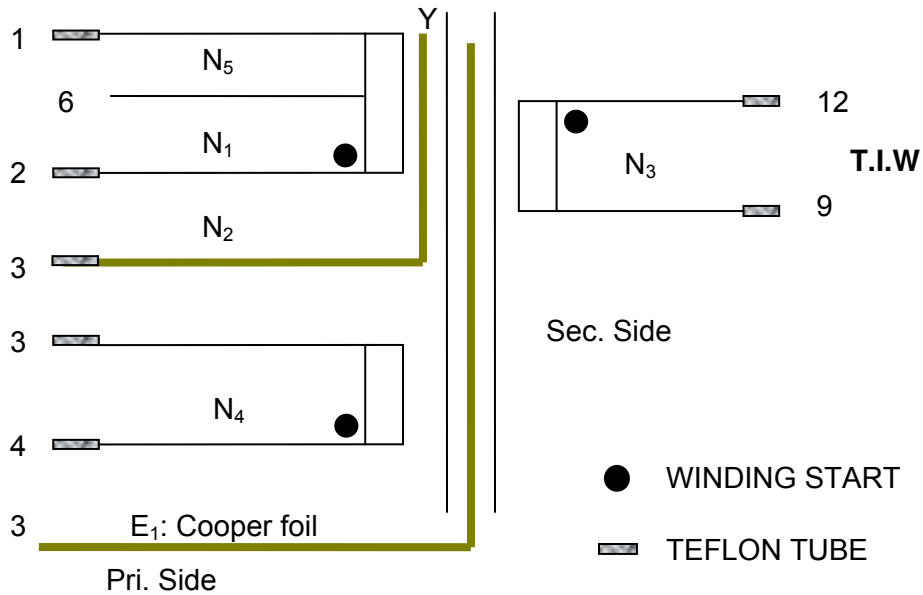 1
N5
Y
6
N1
2
N2
3
3
N4
4
3
E1: Cooper foil
Pri. Side
12
N3
T.I.W
9
Sec. Side
WINDING START
TEFLON TUBE